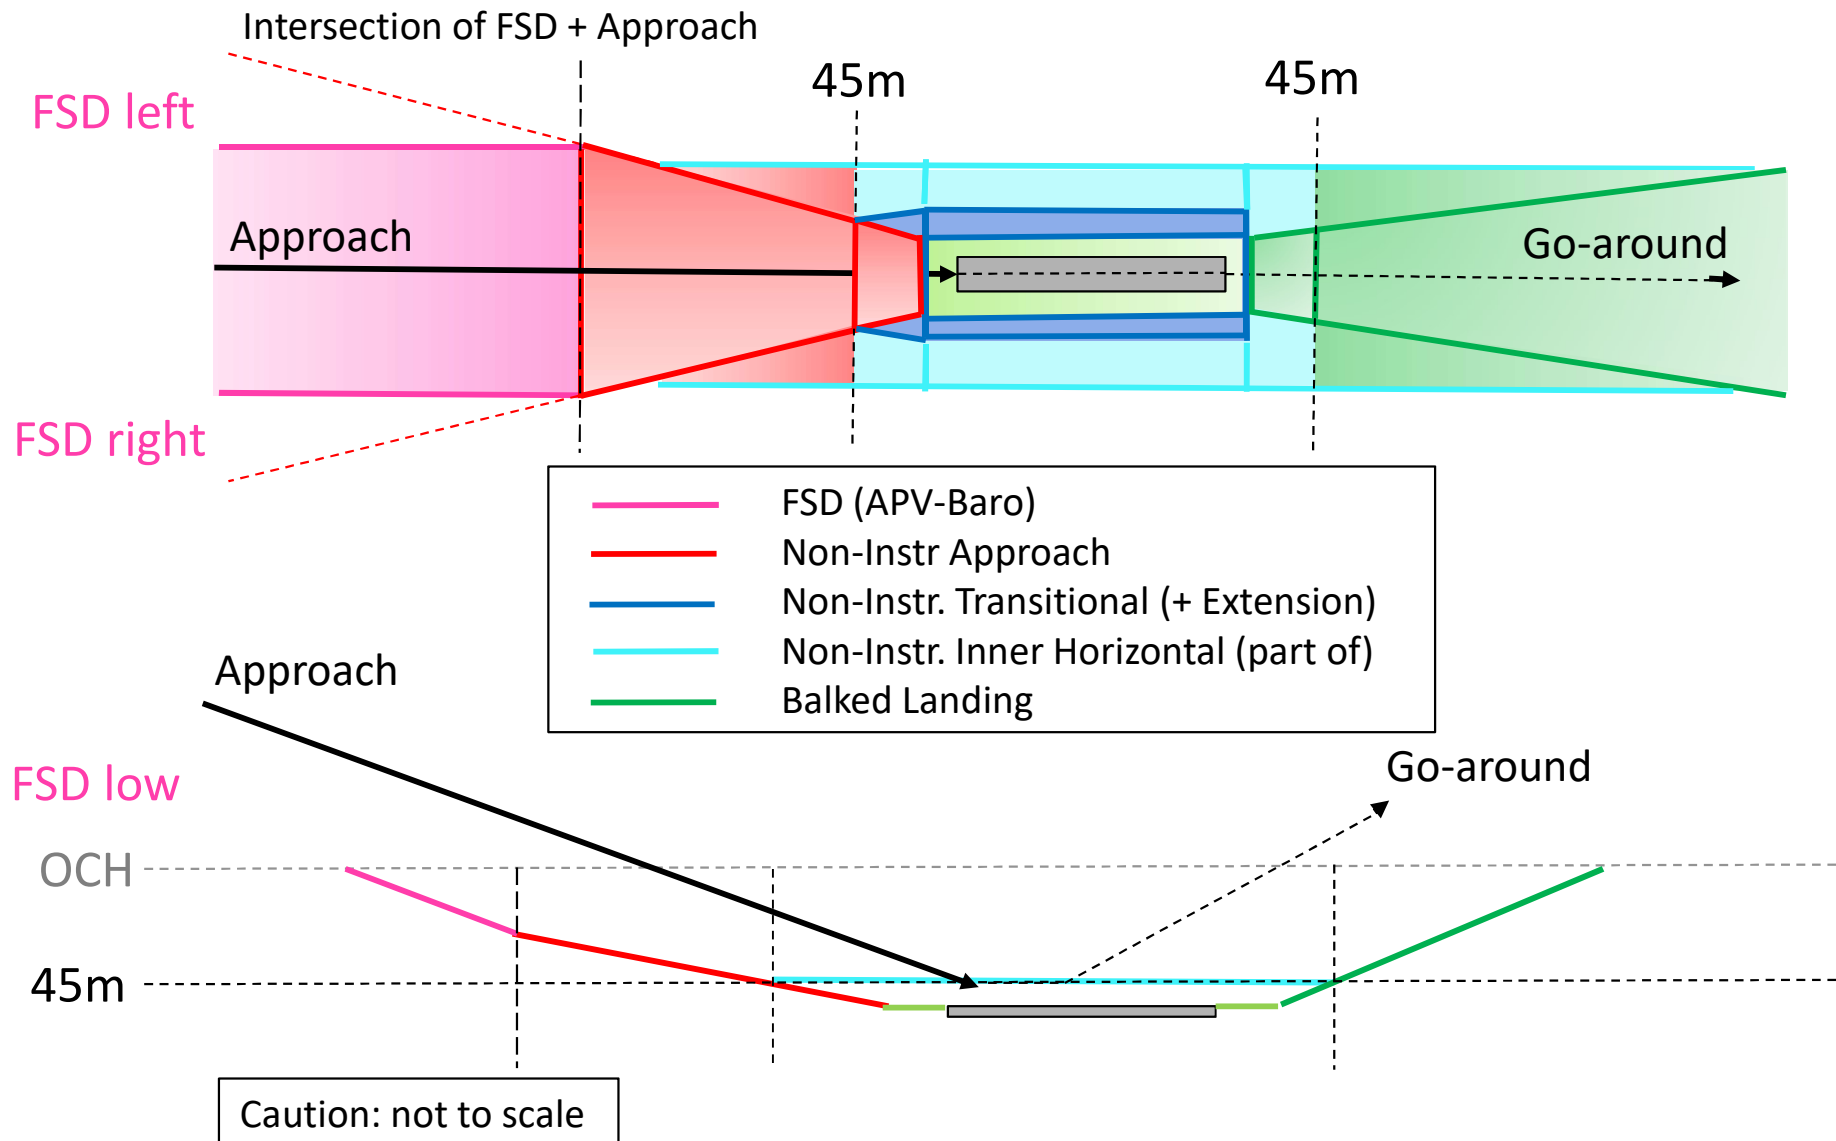 Intersection of FSD + Approach
45m
45m
FSD left
Approach
Go-around
FSD right
FSD (APV-Baro)
Non-Instr Approach
Non-Instr. Transitional (+ Extension)
Non-Instr. Inner Horizontal (part of)
Balked Landing
Approach
FSD low
Go-around
OCH
45m
Caution: not to scale